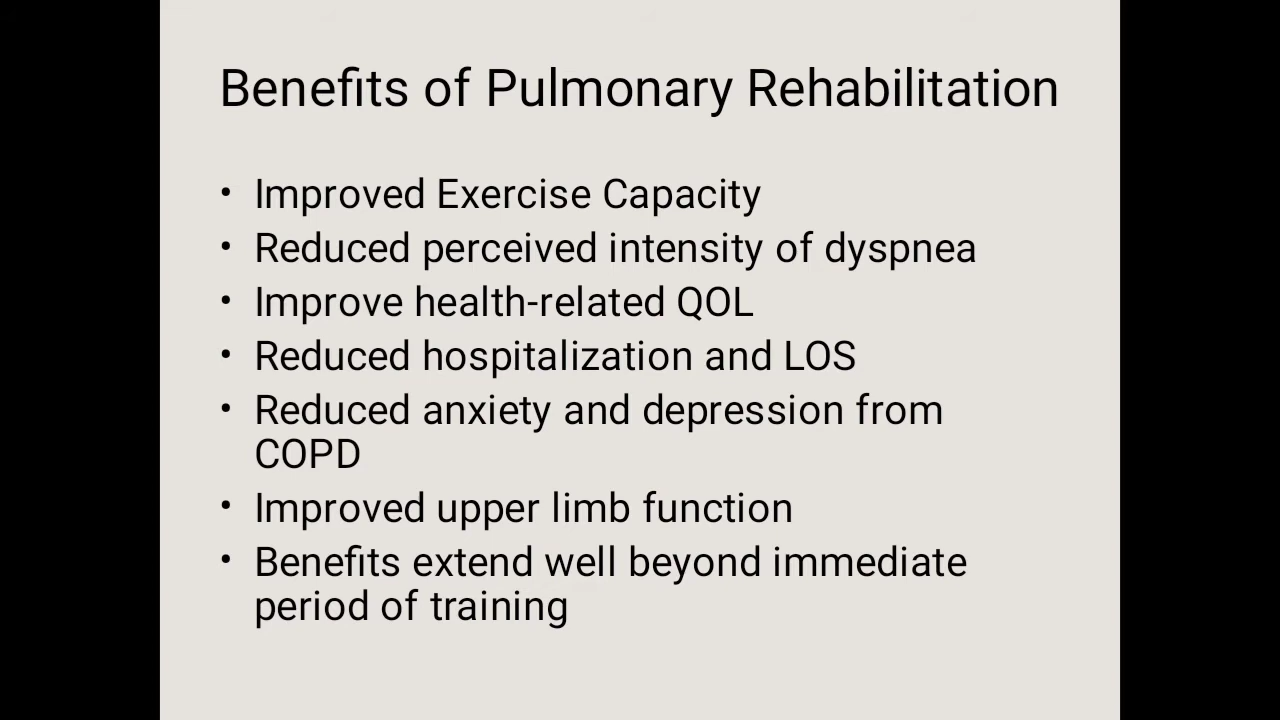 Benefits of Pulmonary Rehabilitation
• Improved Exercise Capacity
• Reduced perceived intensity of dyspnea
• Improve health-related QOL
• Reduced hospitalization and LOS
• Reduced anxiety and depression from
COPD
• Improved upper limb function
• Benefits extend well beyond immediate
period of training